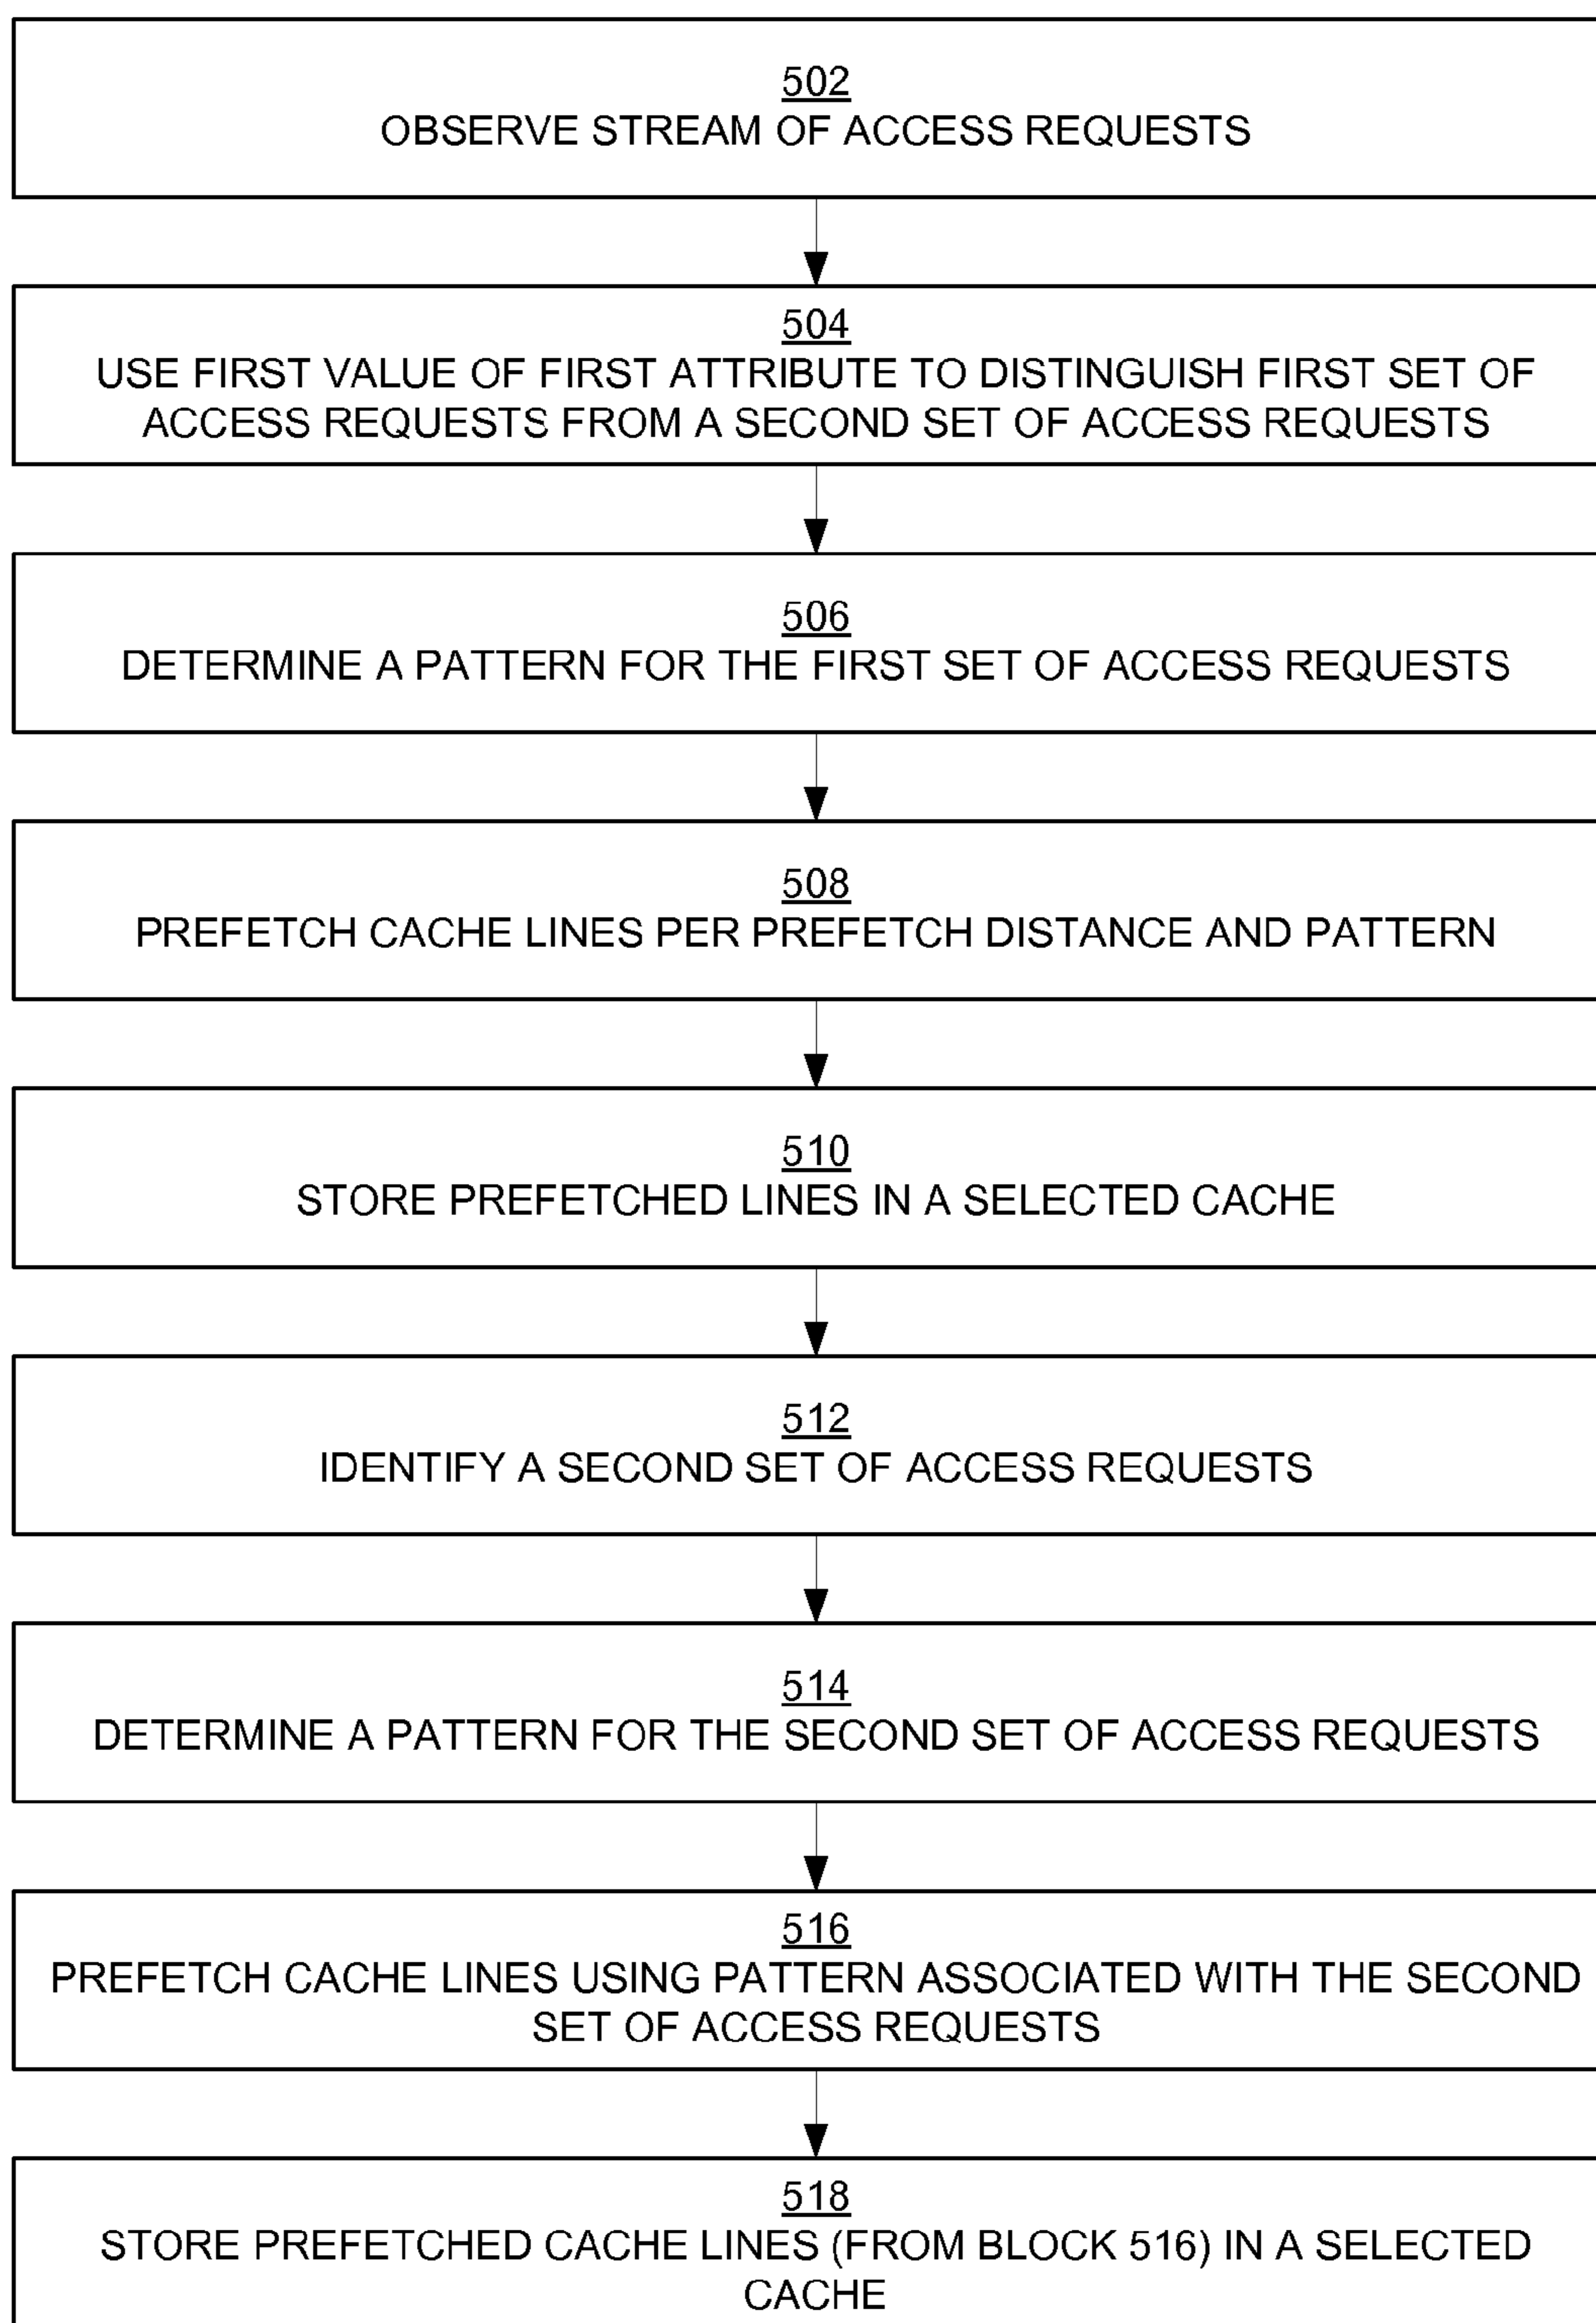 502
OBSERVE STREAM OF ACCESS REQUESTS
504
USE FIRST VALUE OF FIRST ATTRIBUTE TO DISTINGUISH FIRST SET OF
ACCESS REQUESTS FROM A SECOND SET OF ACCESS REQUESTS
506
DETERMINE A PATTERN FOR THE FIRST SET OF ACCESS REQUESTS
508
PREFETCH CACHE LINES PER PREFETCH DISTANCE AND PATTERN
510
STORE PREFETCHED LINES IN A SELECTED CACHE
512
IDENTIFY A SECOND SET OF ACCESS REQUESTS
514
DETERMINE A PATTERN FOR THE SECOND SET OF ACCESS REQUESTS
516
PREFETCH CACHE LINES USING PATTERN ASSOCIATED WITH THE SECOND
SET OF ACCESS REQUESTS
518
STORE PREFETCHED CACHE LINES (FROM BLOCK 516) IN A SELECTED
CACHE